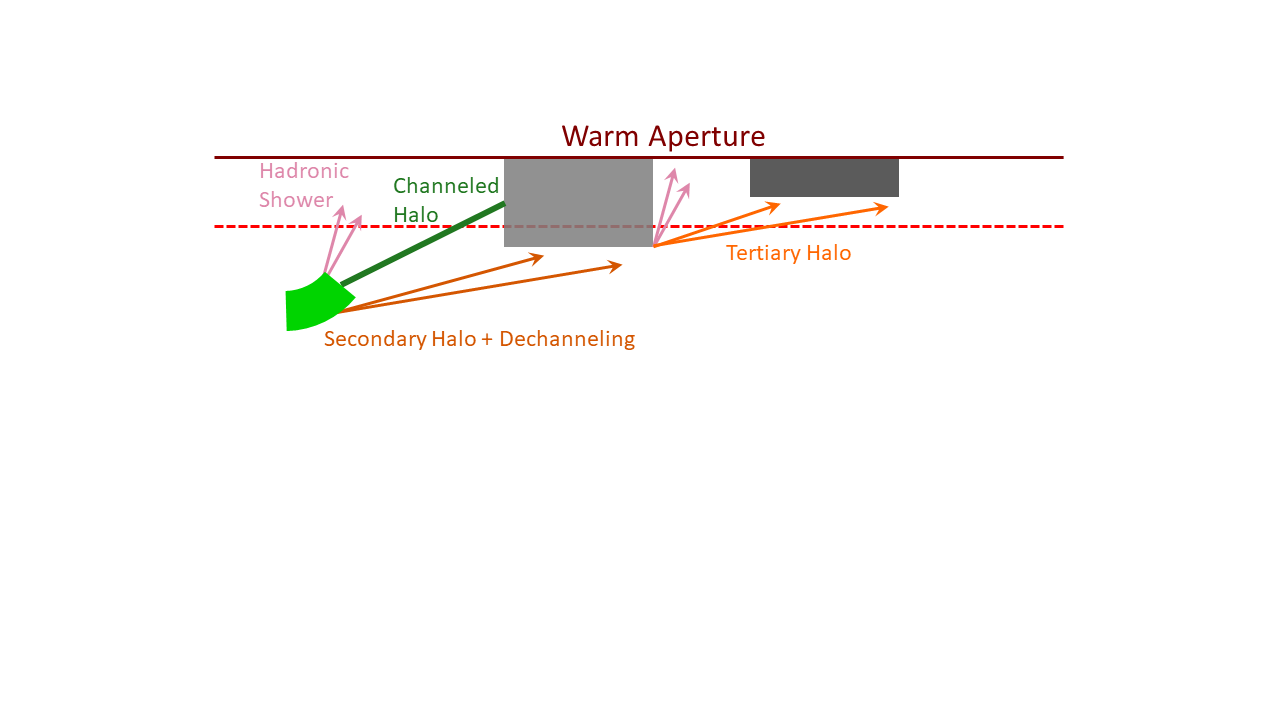 Warm Aperture
Hadronic
Shower
Channeled
Halo
Tertiary Halo
Secondary Halo + Dechanneling